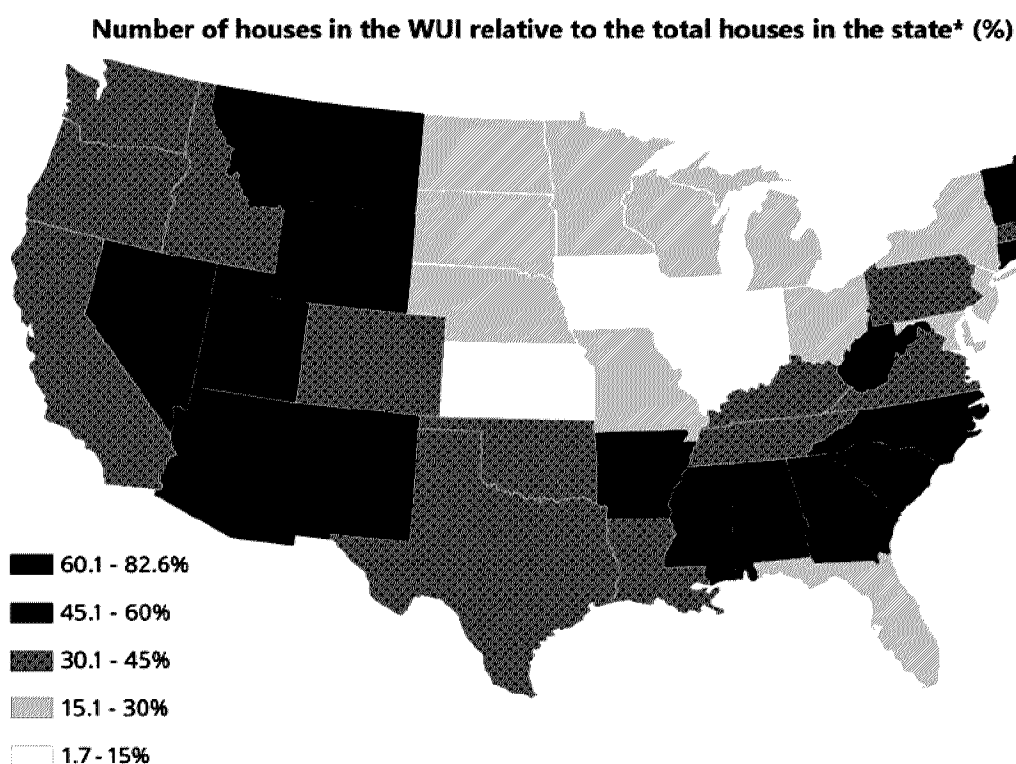 Number of houses in the WUI relative to the total houses in the state* (%)
60.1 - 82.6%
45.1 - 60%
30.1 - 45%
15.1 - 30%
1.7 - 15%